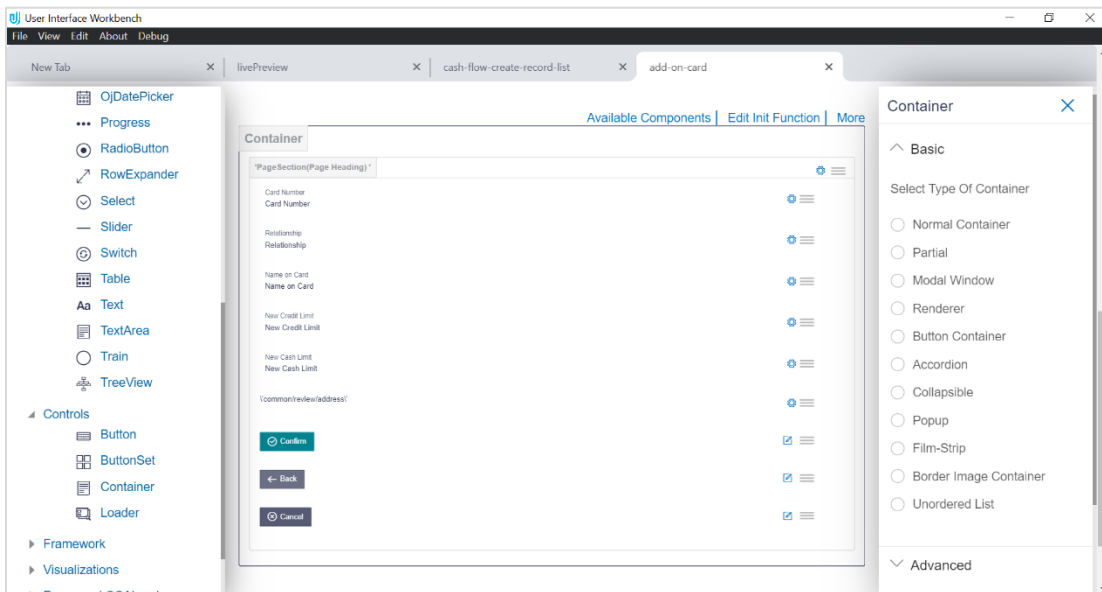 User Interface Workbench
File View Edit About Debug
New Tab
livePreview
cash-flow-create-record-list
add-on-card
OjDatePicker
Progress
RadioButton
RowExpander
Select
Slider
Switch
Table
Aa Text
TextArea
Train
TreeView
Controls
Button
ButtonSet
Container
Loader
Framework
Visualizations
Available Components | Edit Init Function | More
Container
'PageSection(Page Heading) '
Card Number
Card Number
Relationship
Relationship
Name on Card
Name on Card
New Credit Limit
New Credit Limit
New Cash Limit
New Cash Limit
\'common/review/address\'
Confirm
Back
Cancel
Container
Basic
Select Type Of Container
Normal Container
Partial
Modal Window
Renderer
Button Container
Accordion
Collapsible
Popup
Film-Strip
Border Image Container
Unordered List
Advanced